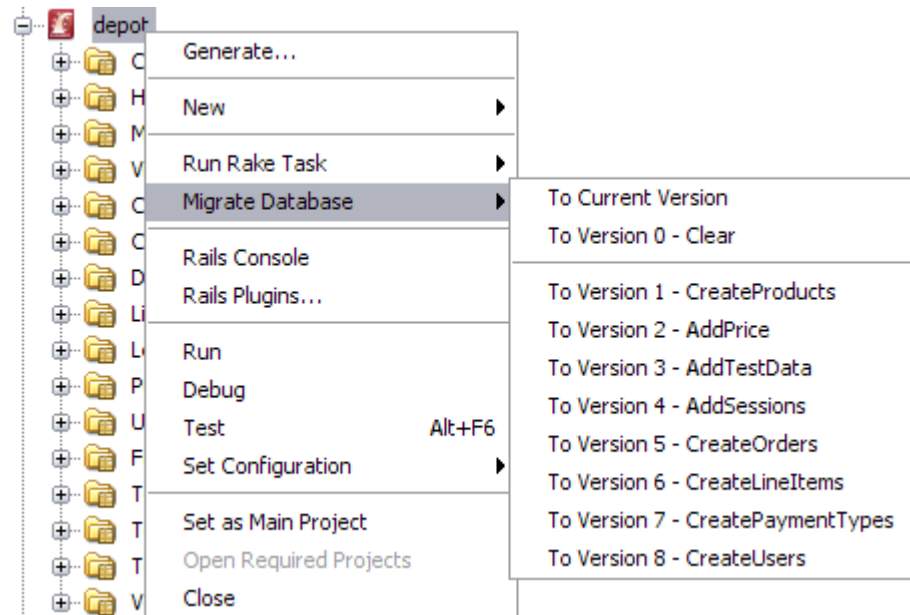 depot
Generate...
New
Run Rake Task
Migrate Database
Rails Console
Rails Plugins...
Run
Debug
Test Alt+F6
Set Configuration
Set as Main Project
Open Required Projects
Close
To Current Version
To Version 0 - Clear
To Version 1 - CreateProducts
To Version 2 - AddPrice
To Version 3 - AddTestData
To Version 4 - AddSessions
To Version 5 - CreateOrders
To Version 6 - CreateLineItems
To Version 7 - CreatePaymentTypes
To Version 8 - CreateUsers